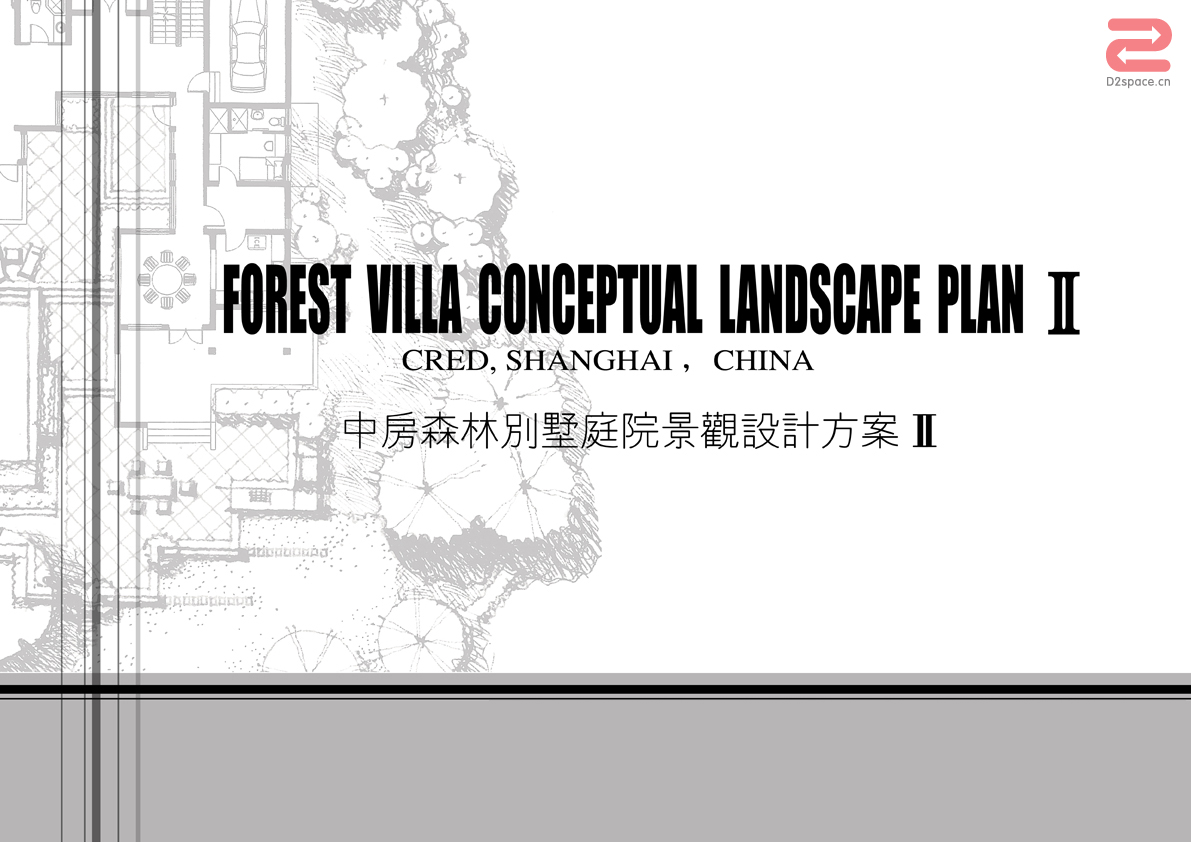 D2space.cn
FOREST VILLA CONCEPTUAL LANDSCAPE PLAN Ⅱ
CRED, SHANGHAI , CHINA
中房森林別墅庭院景觀設計方案 Ⅱ